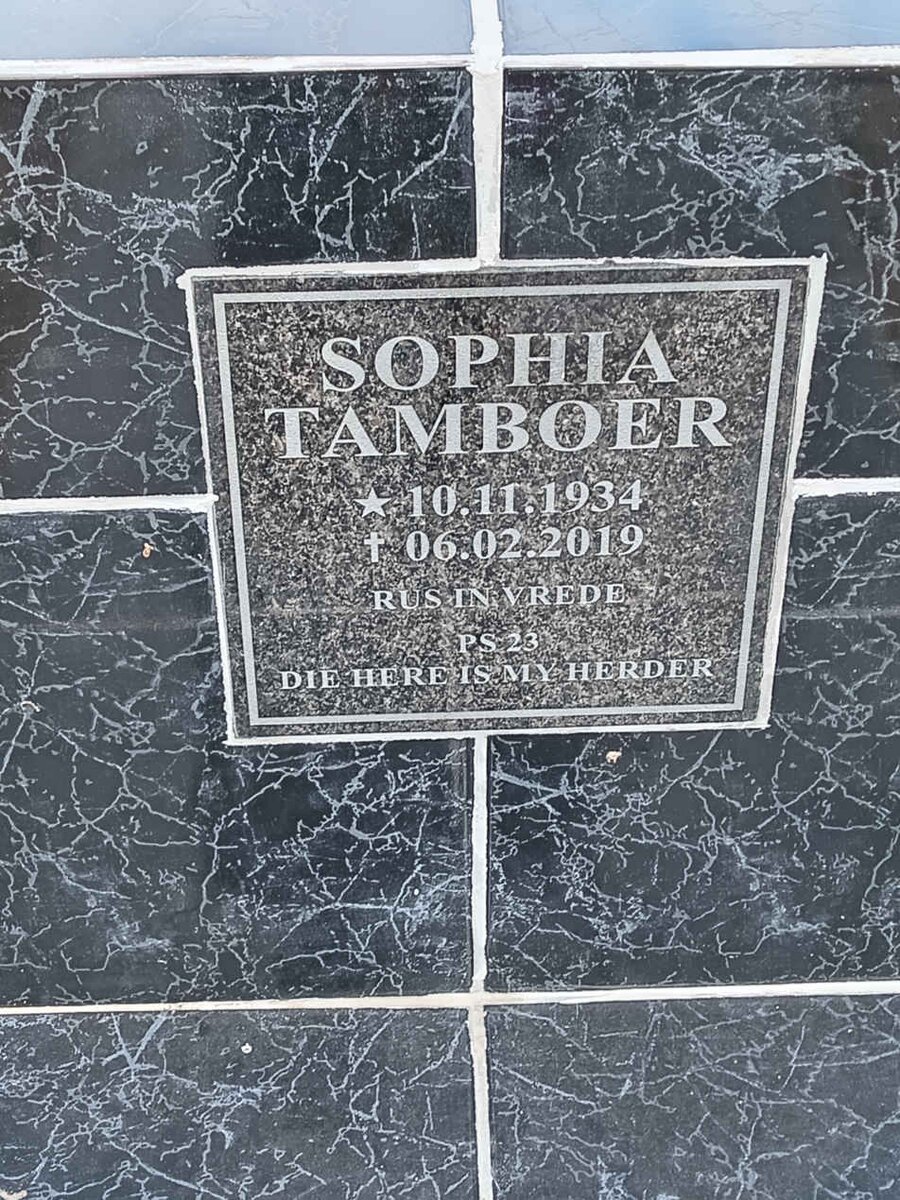 SOPHIA
TAMBOER
★ 10.11.1934
✝ 06.02.2019
RUS IN VREDE
PS 23
DIE HERE IS MY HERDER